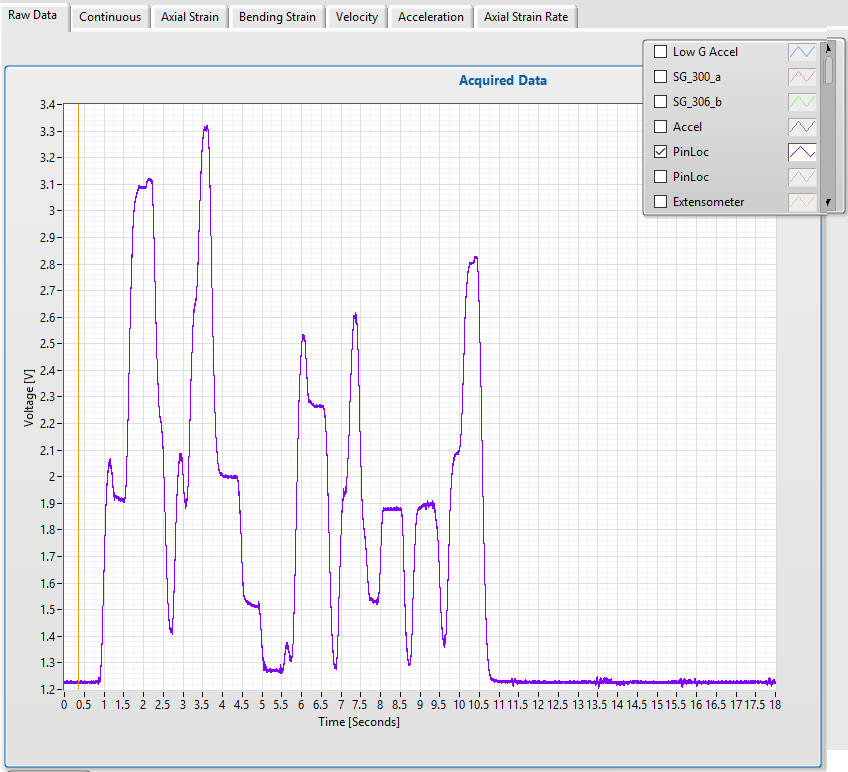 Raw Data Continuous Axial Strain Bending Strain Velocity Acceleration Axial Strain Rate
Acquired Data
Low G Accel
SG_300_a
SG_306_b
Accel
PinLoc
PinLoc
Extensometer
Voltage [V]
3.4
3.3
3.2
3.1
3
2.9
2.8
2.7
2.6
2.5
2.4
2.3
2.2
2.1
2
1.9
1.8
1.7
1.6
1.5
1.4
1.3
1.2
0 0.5 1 1.5 2 2.5 3 3.5 4 4.5 5 5.5 6 6.5 7 7.5 8 8.5 9 9.5 10 10.5 11 11.5 12 12.5 13 13.5 14 14.5 15 15.5 16 16.5 17 17.5 18
Time [Seconds]